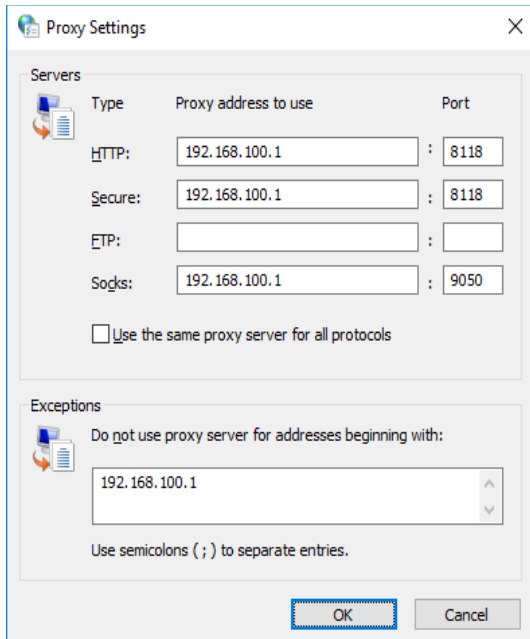 Proxy Settings
Servers
Type Proxy address to use Port
HTTP: 192.168.100.1 : 8118
Secure: 192.168.100.1 : 8118
FTP: :
Socks: 192.168.100.1 : 9050
Use the same proxy server for all protocols
Exceptions
Do not use proxy server for addresses beginning with:
192.168.100.1
Use semicolons ( ; ) to separate entries.
OK Cancel